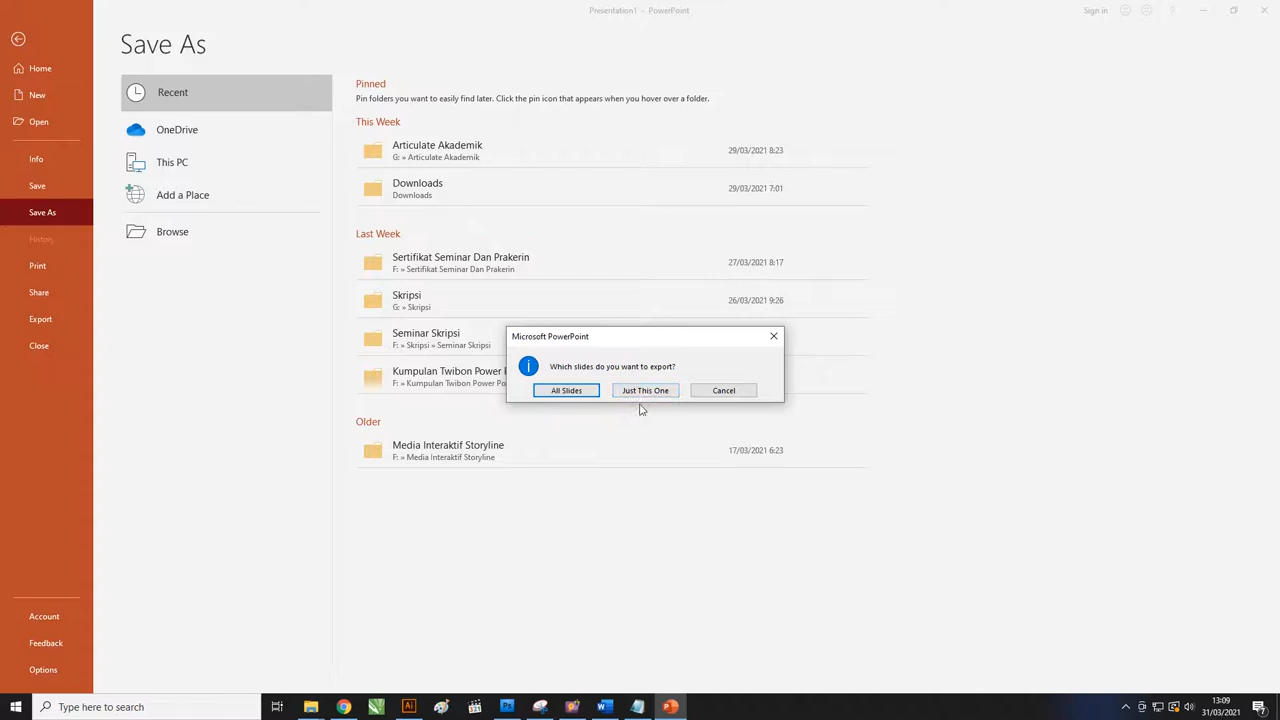 Presentation1 - PowerPoint
Sign in
?
Save As
Home
New
Open
Info
Save
Save As
History
Print
Share
Export
Close
Account
Feedback
Options
Recent
OneDrive
This PC
Add a Place
Browse
Pinned
Pin folders you want to easily find later. Click the pin icon that appears when you hover over a folder.
This Week
Articulate Akademik
G: » Articulate Akademik
29/03/2021 8:23
Downloads
Downloads
29/03/2021 7:01
Last Week
Sertifikat Seminar Dan Prakerin
F: » Sertifikat Seminar Dan Prakerin
27/03/2021 8:17
Skripsi
G: » Skripsi
26/03/2021 9:26
Seminar Skripsi
F: » Skripsi » Seminar Skripsi
Kumpulan Twibon Power
F: » Kumpulan Twibon Power Po
Older
Media Interaktif Storyline
F: » Media Interaktif Storyline
17/03/2021 6:23
Microsoft PowerPoint
Which slides do you want to export?
All Slides
Just This One
Cancel
Type here to search
Ai
Ps
13:09
31/03/2021